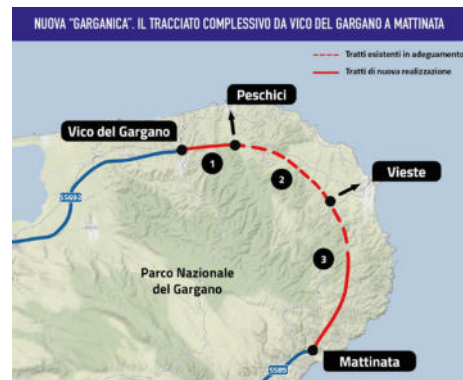 NUOVA "GARGANICA". IL TRACCIATO COMPLESSIVO DA VICO DEL GARGANO A MATTINATA
Tratti esistenti in adeguamento
Tratti di nuova realizzazione
Peschici
Vico del Gargano
1
2
Vieste
SS693
3
Parco Nazionale
del Gargano
SS89
Mattinata